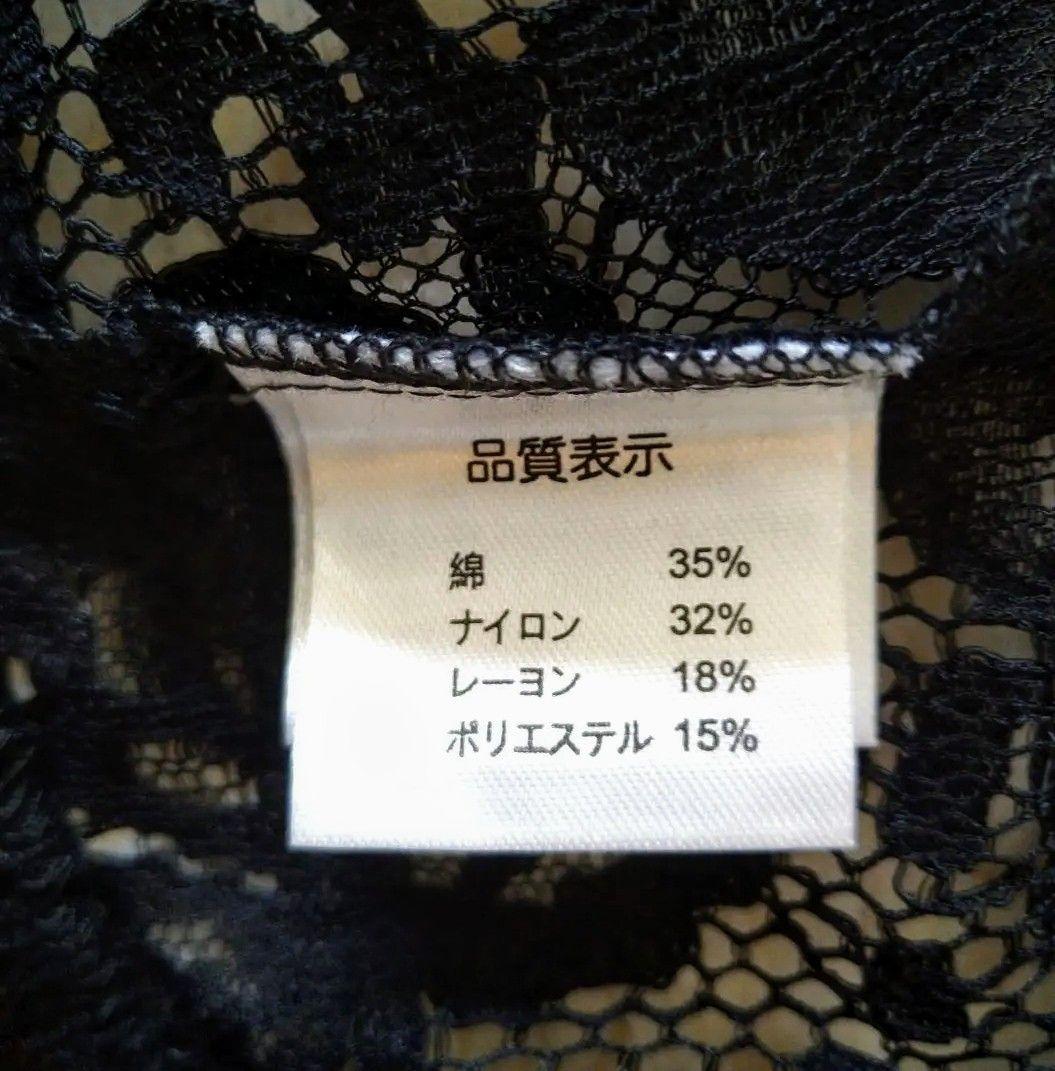 品質表示
綿 35%
ナイロン 32%
レーヨン 18%
ポリエステル 15%